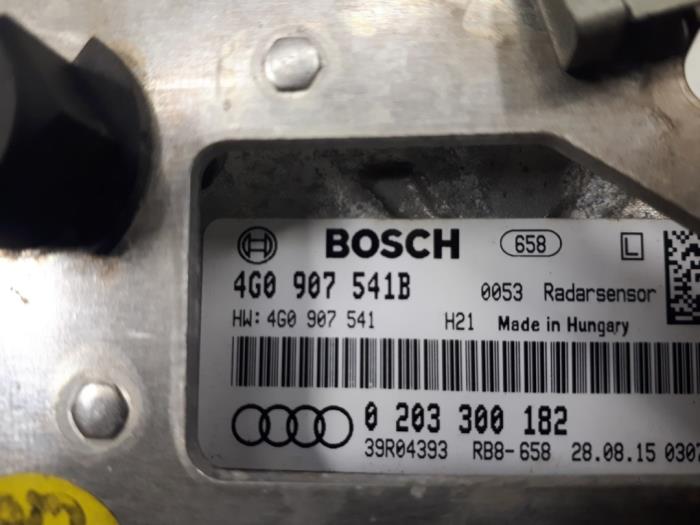 BOSCH 658 L
4G0 907 541B 0053 Radarsensor
HW: 4G0 907 541 H21 Made in Hungary
0 203 300 182
39R04393 RB8-658 28.08.15 0307